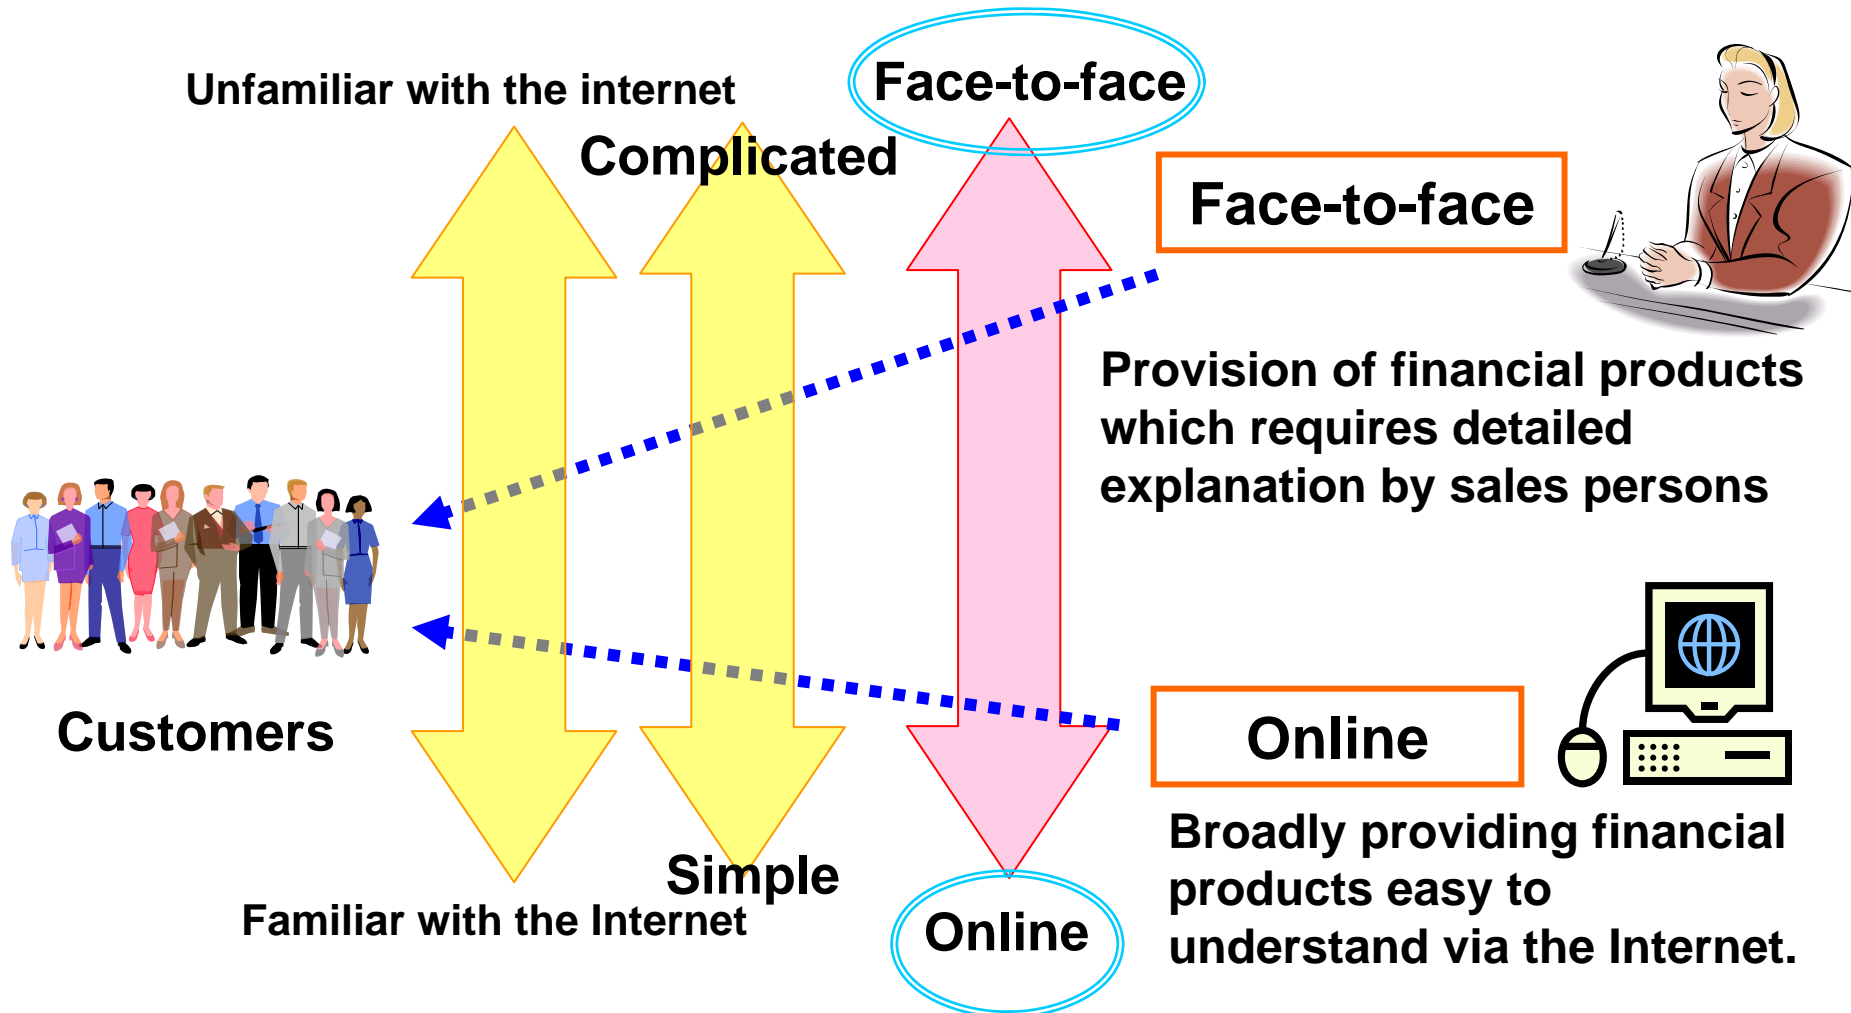 Unfamiliar with the internet
Face-to-face
Complicated
Face-to-face
Provision of financial products
which requires detailed
explanation by sales persons
Customers
Online
Broadly providing financial
products easy to
understand via the Internet.
Simple
Familiar with the Internet
Online